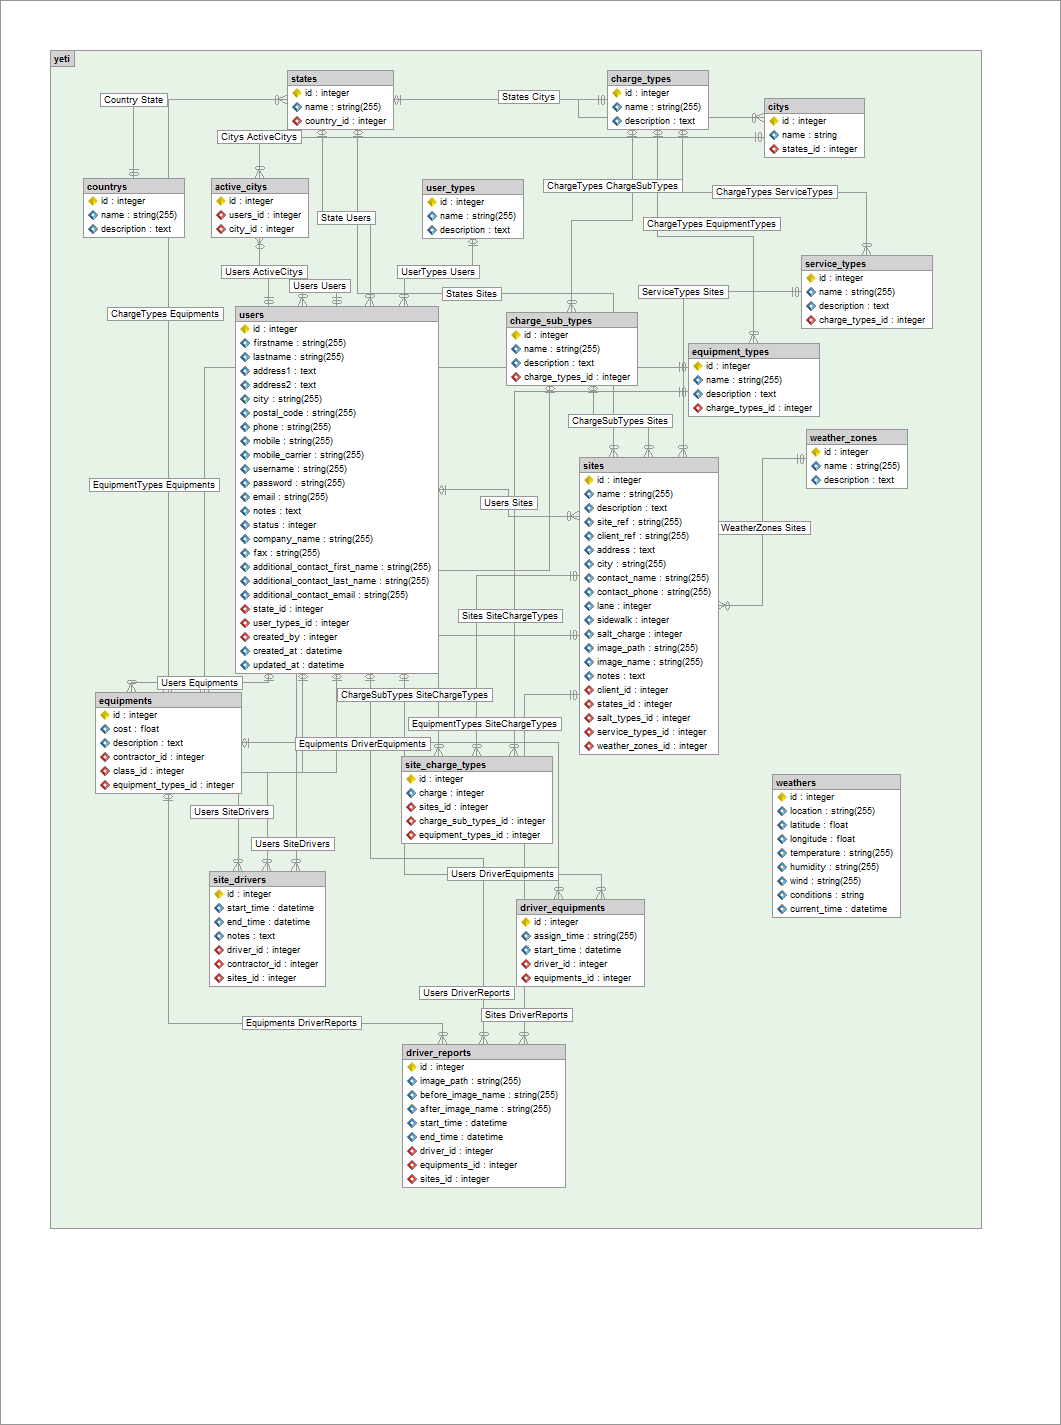 yeti
states
id : integer
name : string(255)
country_id : integer
charge_types
id : integer
name : string(255)
description : text
citys
id : integer
name : string
states_id : integer
Country State
States Citys
Citys ActiveCitys
countrys
id : integer
name : string(255)
description : text
active_citys
id : integer
users_id : integer
city_id : integer
user_types
id : integer
name : string(255)
description : text
State Users
ChargeTypes ChargeSubTypes
ChargeTypes ServiceTypes
ChargeTypes EquipmentTypes
Users ActiveCitys
Users Users
UserTypes Users
States Sites
ServiceTypes Sites
service_types
id : integer
name : string(255)
description : text
charge_types_id : integer
ChargeTypes Equipments
users
id : integer
firstname : string(255)
lastname : string(255)
address1 : text
address2 : text
city : string(255)
postal_code : string(255)
phone : string(255)
mobile : string(255)
mobile_carrier : string(255)
username : string(255)
password : string(255)
email : string(255)
notes : text
status : integer
company_name : string(255)
fax : string(255)
additional_contact_first_name : string(255)
additional_contact_last_name : string(255)
additional_contact_email : string(255)
state_id : integer
user_types_id : integer
created_by : integer
created_at : datetime
updated_at : datetime
charge_sub_types
id : integer
name : string(255)
description : text
charge_types_id : integer
equipment_types
id : integer
name : string(255)
description : text
charge_types_id : integer
ChargeSubTypes Sites
weather_zones
id : integer
name : string(255)
description : text
EquipmentTypes Equipments
Users Sites
WeatherZones Sites
sites
id : integer
name : string(255)
description : text
site_ref : string(255)
client_ref : string(255)
address : text
city : string(255)
contact_name : string(255)
contact_phone : string(255)
lane : integer
sidewalk : integer
salt_charge : integer
image_path : string(255)
image_name : string(255)
notes : text
client_id : integer
states_id : integer
salt_types_id : integer
service_types_id : integer
weather_zones_id : integer
Sites SiteChargeTypes
Users Equipments
ChargeSubTypes SiteChargeTypes
EquipmentTypes SiteChargeTypes
Equipments DriverEquipments
equipments
id : integer
cost : float
description : text
contractor_id : integer
class_id : integer
equipment_types_id : integer
site_charge_types
id : integer
charge : integer
sites_id : integer
charge_sub_types_id : integer
equipment_types_id : integer
weathers
id : integer
location : string(255)
latitude : float
longitude : float
temperature : string(255)
humidity : string(255)
wind : string(255)
conditions : string
current_time : datetime
Users SiteDrivers
Users SiteDrivers
Users DriverEquipments
site_drivers
id : integer
start_time : datetime
end_time : datetime
notes : text
driver_id : integer
contractor_id : integer
sites_id : integer
driver_equipments
id : integer
assign_time : string(255)
start_time : datetime
driver_id : integer
equipments_id : integer
Users DriverReports
Sites DriverReports
Equipments DriverReports
driver_reports
id : integer
image_path : string(255)
before_image_name : string(255)
after_image_name : string(255)
start_time : datetime
end_time : datetime
driver_id : integer
equipments_id : integer
sites_id : integer